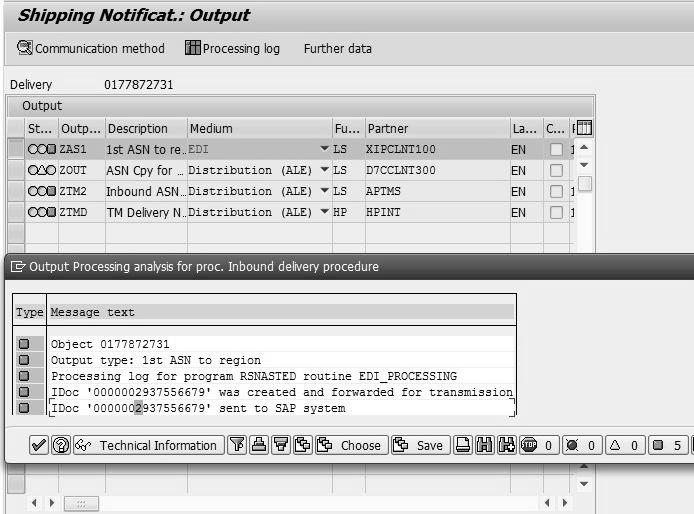 Shipping Notificat.: Output
Communication method Processing log Further data
Delivery 0177872731
Output
St... Outp... Description Medium Fu... Partner La... C...
ZAS1 1st ASN to re.. EDI LS XIPCLNT100 EN 1
ZOUT ASN Cpy for ... Distribution (ALE) LS D7CCLNT300 EN 1
ZTM2 Inbound ASN.. Distribution (ALE) LS APTMS EN 1
ZTMD TM Delivery N.. Distribution (ALE) HP HPINT EN 1
Output Processing analysis for proc. Inbound delivery procedure
Type Message text
Object 0177872731
Output type: 1st ASN to region
Processing log for program RSNASTED routine EDI_PROCESSING
IDoc '0000002937556679' was created and forwarded for transmission
IDoc '0000002937556679' sent to SAP system
Technical Information Choose Save STOP 0 0 0 5